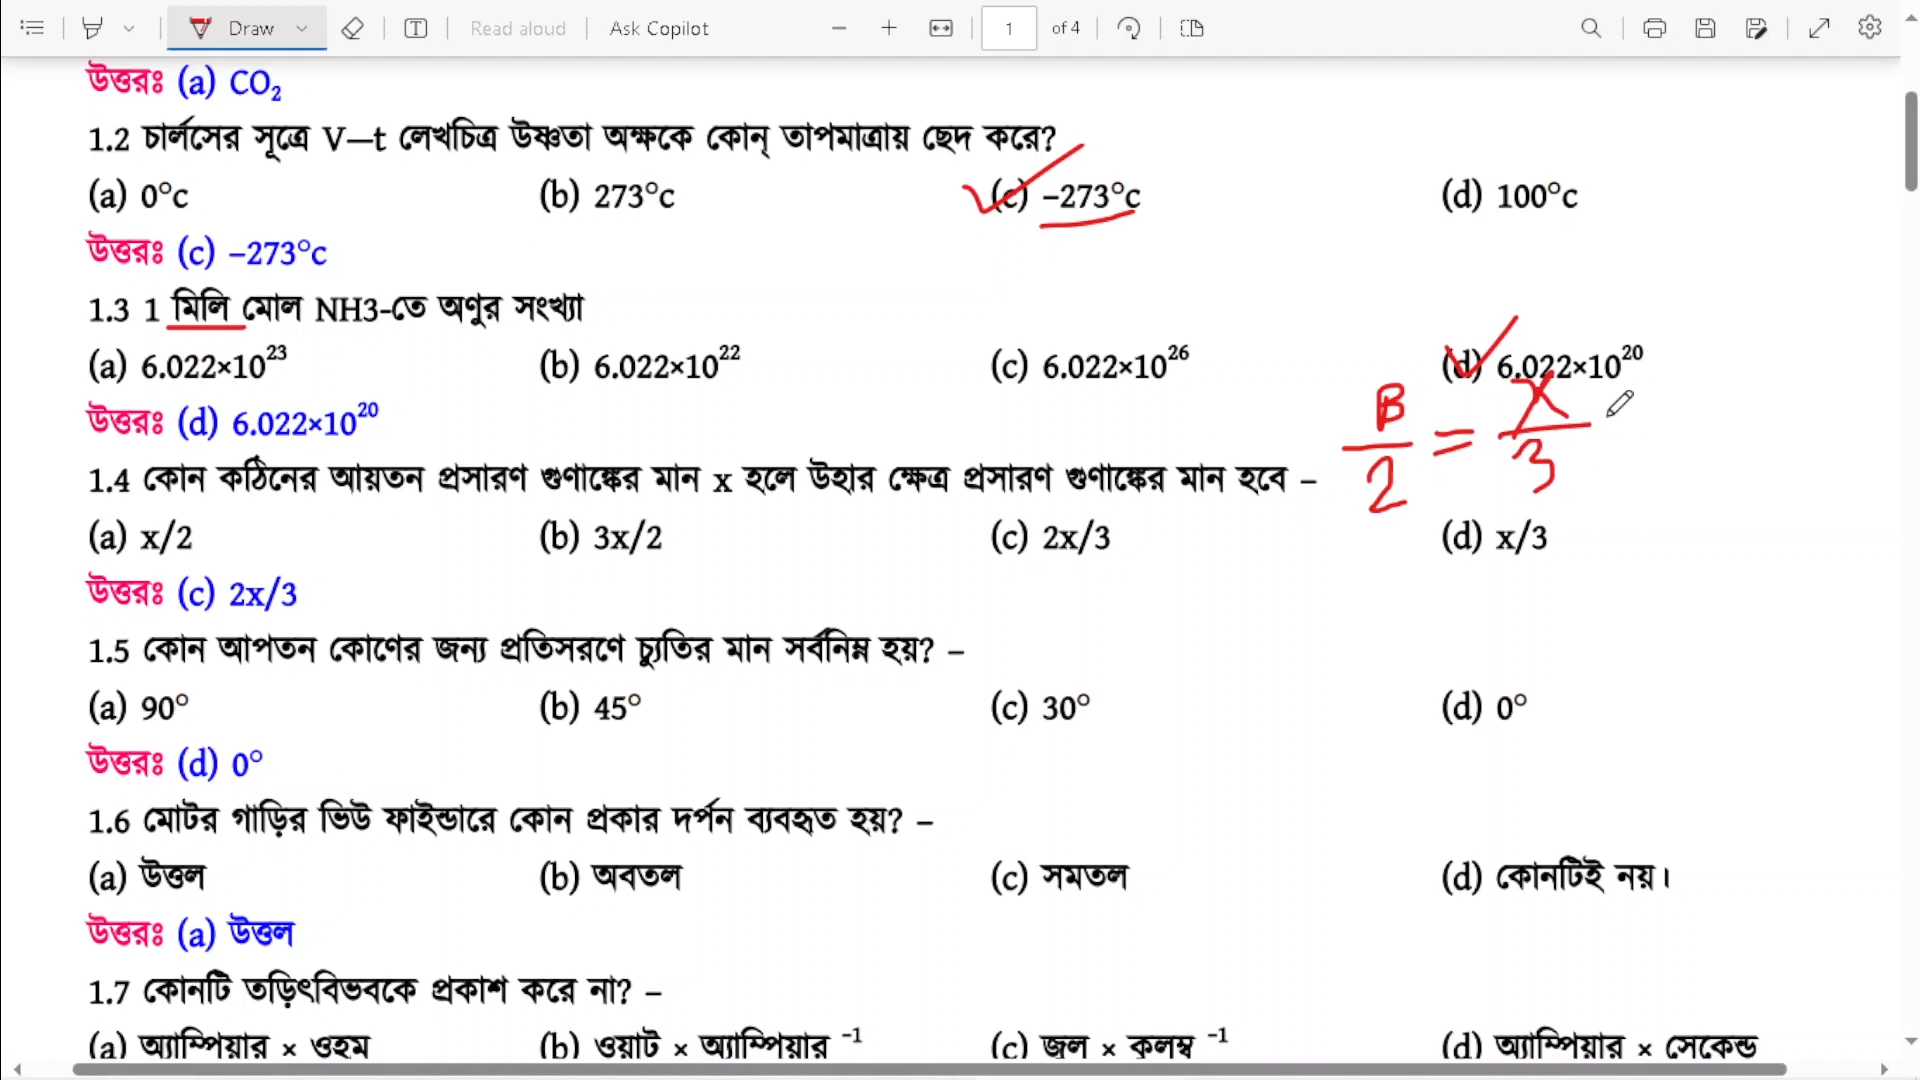 Draw Read aloud Ask Copilot 1 of 4
উত্তরঃ (a) CO₂
1.2 চার্লসের সূত্রে V—t লেখচিত্র উষ্ণতা অক্ষকে কোন্ তাপমাত্রায় ছেদ করে?
(a) 0°c (b) 273°c (c) –273°c (d) 100°c
উত্তরঃ (c) –273°c
1.3 1 মিলি মোল NH3-তে অণুর সংখ্যা
(a) 6.022×10²³ (b) 6.022×10²² (c) 6.022×10²⁶ (d) 6.022×10²⁰
উত্তরঃ (d) 6.022×10²⁰
β/2 = x/3
1.4 কোন কঠিনের আয়তন প্রসারণ গুণাঙ্কের মান x হলে উহার ক্ষেত্র প্রসারণ গুণাঙ্কের মান হবে –
(a) x/2 (b) 3x/2 (c) 2x/3 (d) x/3
উত্তরঃ (c) 2x/3
1.5 কোন আপতন কোণের জন্য প্রতিসরণে চ্যুতির মান সর্বনিম্ন হয়? –
(a) 90° (b) 45° (c) 30° (d) 0°
উত্তরঃ (d) 0°
1.6 মোটর গাড়ির ভিউ ফাইন্ডারে কোন প্রকার দর্পন ব্যবহৃত হয়? –
(a) উত্তল (b) অবতল (c) সমতল (d) কোনটিই নয়।
উত্তরঃ (a) উত্তল
1.7 কোনটি তড়িৎবিভবকে প্রকাশ করে না? –
(a) অ্যাম্পিয়ার × ওহম (b) ওয়াট × অ্যাম্পিয়ার ⁻¹ (c) জুল × কুলম্ব ⁻¹ (d) অ্যাম্পিয়ার × সেকেন্ড